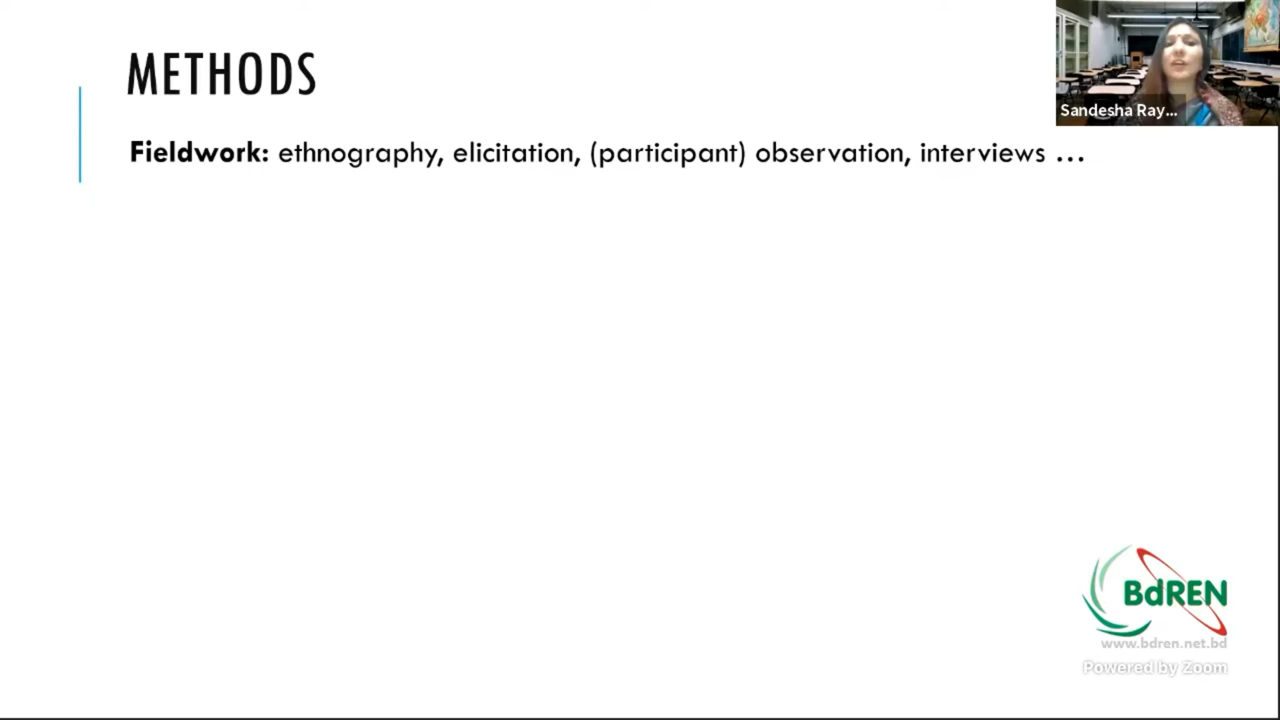 METHODS
Sandesha Ray...
Fieldwork: ethnography, elicitation, (participant) observation, interviews ...
BdREN
www.bdren.net.bd
Powered by Zoom